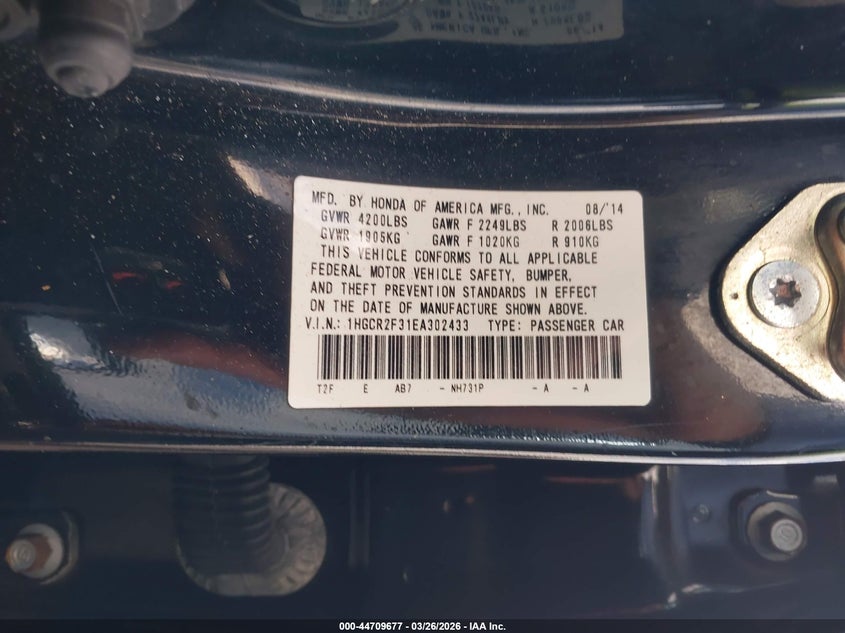 MFD. BY HONDA OF AMERICA MFG., INC. 08/'14
GVWR 4200LBS GAWR F 2249LBS R 2006LBS
GVWR 1905KG GAWR F 1020KG R 910KG
THIS VEHICLE CONFORMS TO ALL APPLICABLE
FEDERAL MOTOR VEHICLE SAFETY, BUMPER,
AND THEFT PREVENTION STANDARDS IN EFFECT
ON THE DATE OF MANUFACTURE SHOWN ABOVE.
V.I.N.: 1HGCR2F31EA302433 TYPE: PASSENGER CAR
T2F E AB7 - NH731P - A - A
000-44709677 | 03/26/2026 | IAA Inc.